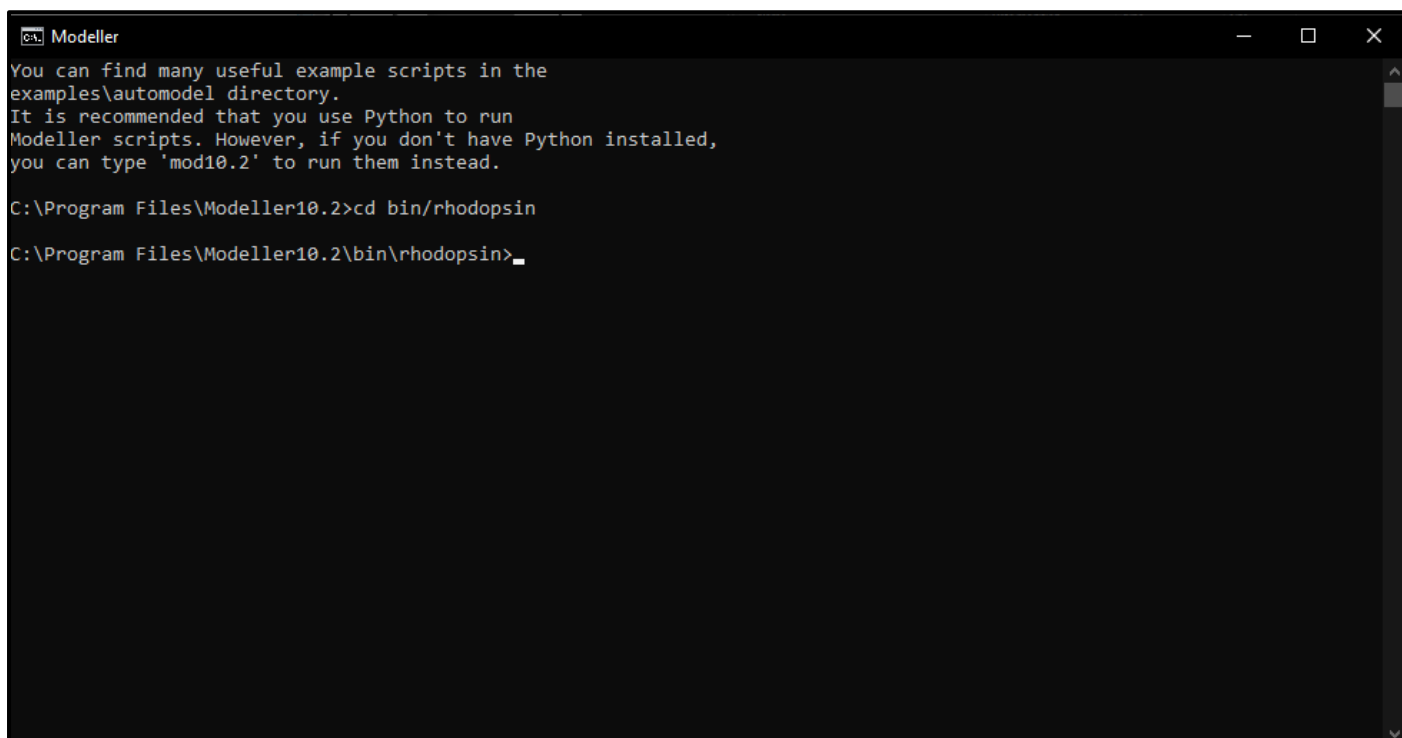 Modeller
You can find many useful example scripts in the
examples\automodel directory.
It is recommended that you use Python to run
Modeller scripts. However, if you don't have Python installed,
you can type 'mod10.2' to run them instead.
C:\Program Files\Modeller10.2>cd bin/rhodopsin
C:\Program Files\Modeller10.2\bin\rhodopsin>